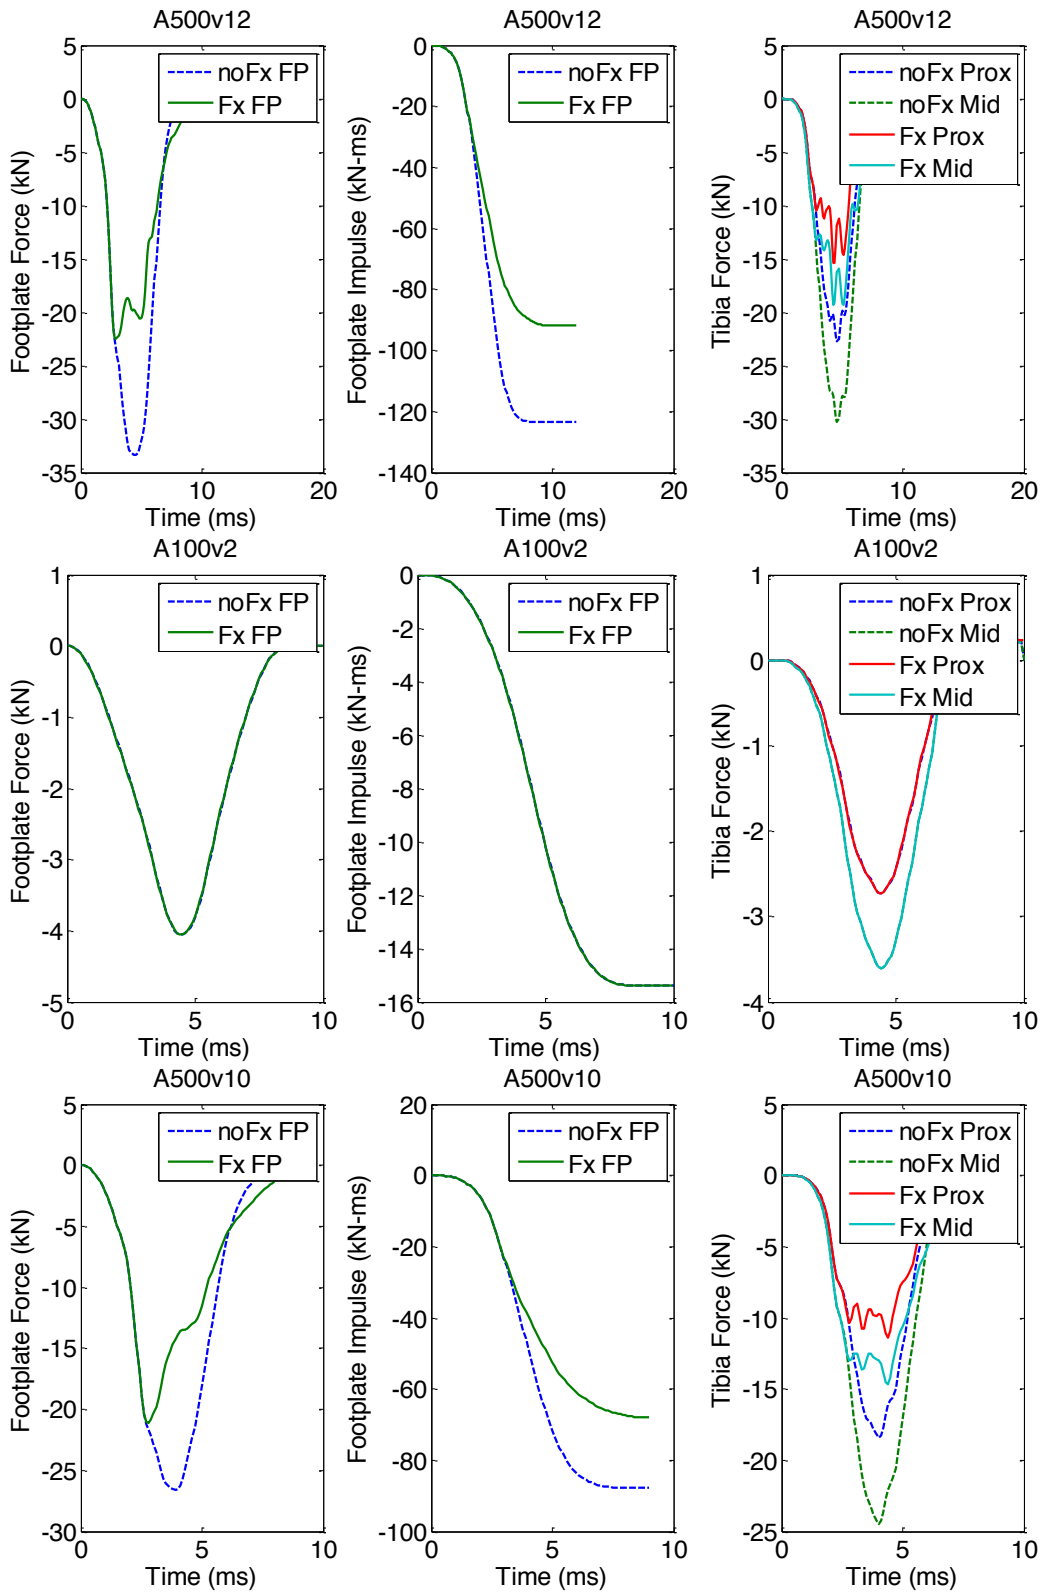 A500v12
A500v12
A500v12
5
0
-5
-10
-15
-20
-25
-30
-35
0
10
20
Footplate Force (kN)
Time (ms)
noFx FP
Fx FP
0
-20
-40
-60
-80
-100
-120
-140
0
10
20
Footplate Impulse (kN-ms)
Time (ms)
noFx FP
Fx FP
5
0
-5
-10
-15
-20
-25
-30
-35
0
10
20
Tibia Force (kN)
Time (ms)
noFx Prox
noFx Mid
Fx Prox
Fx Mid
A100v2
A100v2
A100v2
1
0
-1
-2
-3
-4
-5
0
5
10
Footplate Force (kN)
Time (ms)
noFx FP
Fx FP
0
-2
-4
-6
-8
-10
-12
-14
-16
0
5
10
Footplate Impulse (kN-ms)
Time (ms)
noFx FP
Fx FP
1
0
-1
-2
-3
-4
0
5
10
Tibia Force (kN)
Time (ms)
noFx Prox
noFx Mid
Fx Prox
Fx Mid
A500v10
A500v10
A500v10
5
0
-5
-10
-15
-20
-25
-30
0
5
10
Footplate Force (kN)
Time (ms)
noFx FP
Fx FP
20
0
-20
-40
-60
-80
-100
0
5
10
Footplate Impulse (kN-ms)
Time (ms)
noFx FP
Fx FP
5
0
-5
-10
-15
-20
-25
0
5
10
Tibia Force (kN)
Time (ms)
noFx Prox
noFx Mid
Fx Prox
Fx Mid